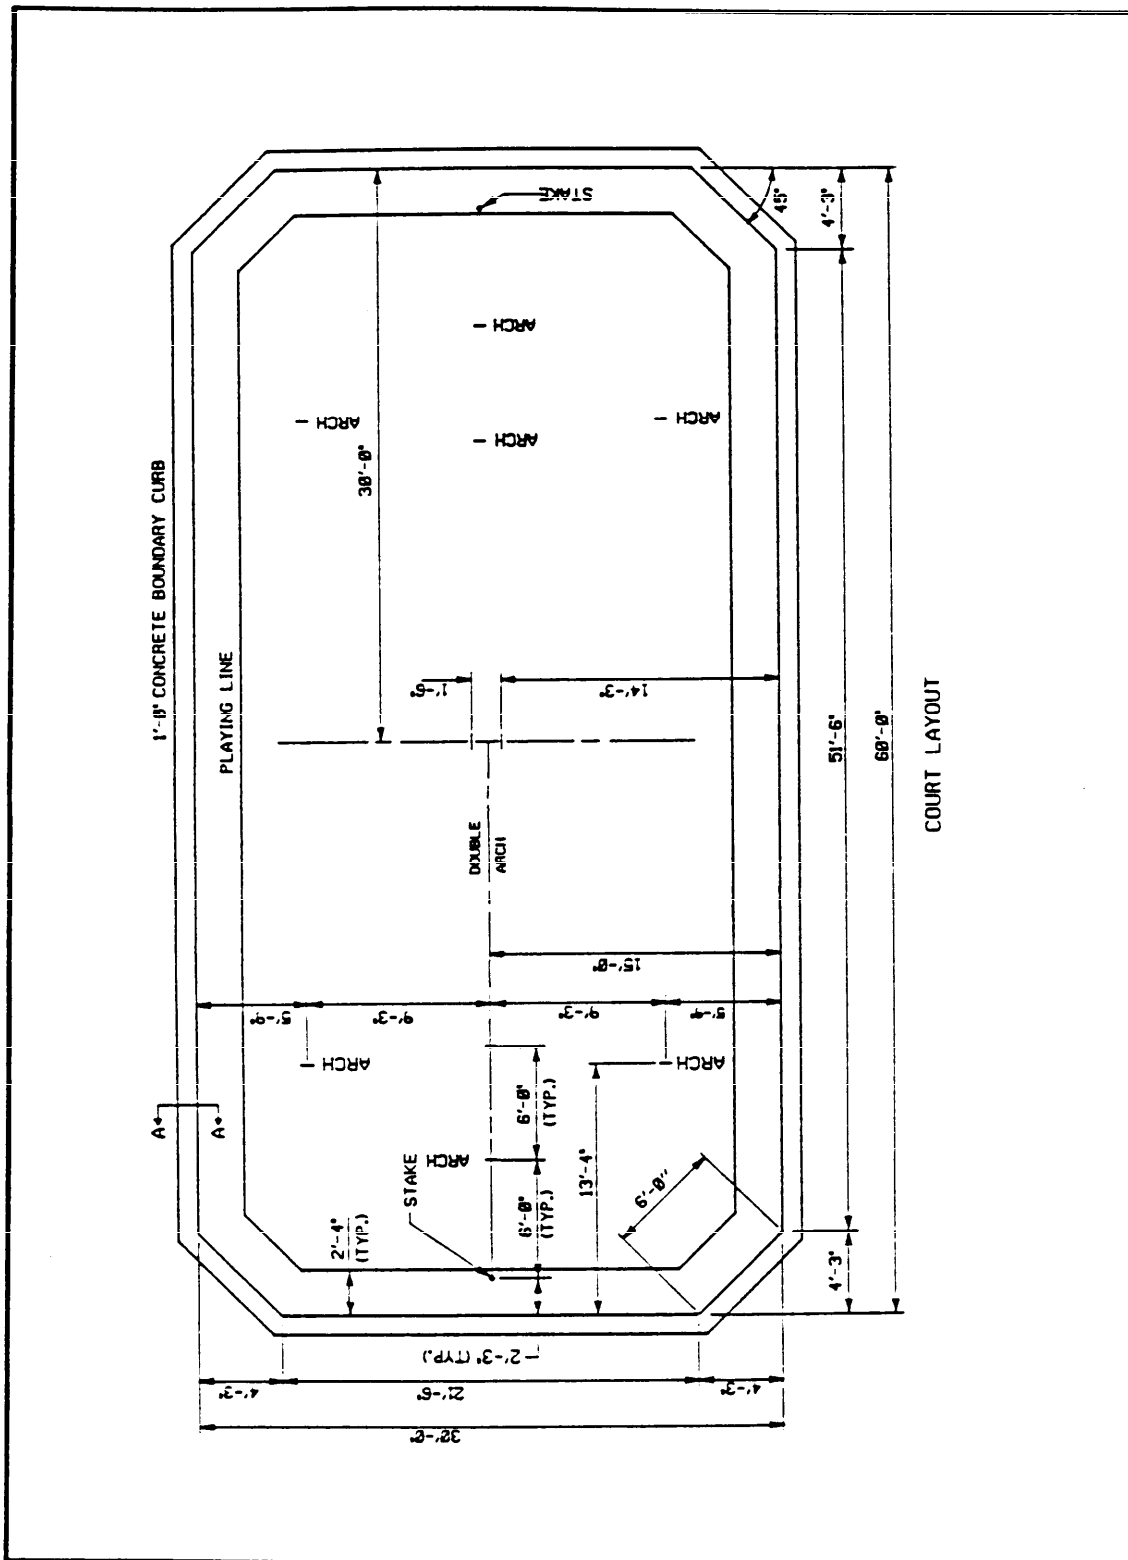 1'-0" CONCRETE BOUNDARY CURB
PLAYING LINE
STAKE
45°
4'-3"
ARCH
ARCH
ARCH
ARCH
30'-0"
1'-6"
14'-3"
51'-6"
60'-0"
COURT LAYOUT
DOUBLE
ARCH
15'-0"
5'-9"
9'-3"
9'-3"
5'-9"
ARCH
ARCH
A
A
6'-0"
(TYP.)
ARCH
STAKE
13'-4"
6'-0"
6'-0"
(TYP.)
2'-4"
(TYP.)
4'-3"
2'-3" (TYP.)
4'-3"
21'-6"
4'-3"
30'-0"